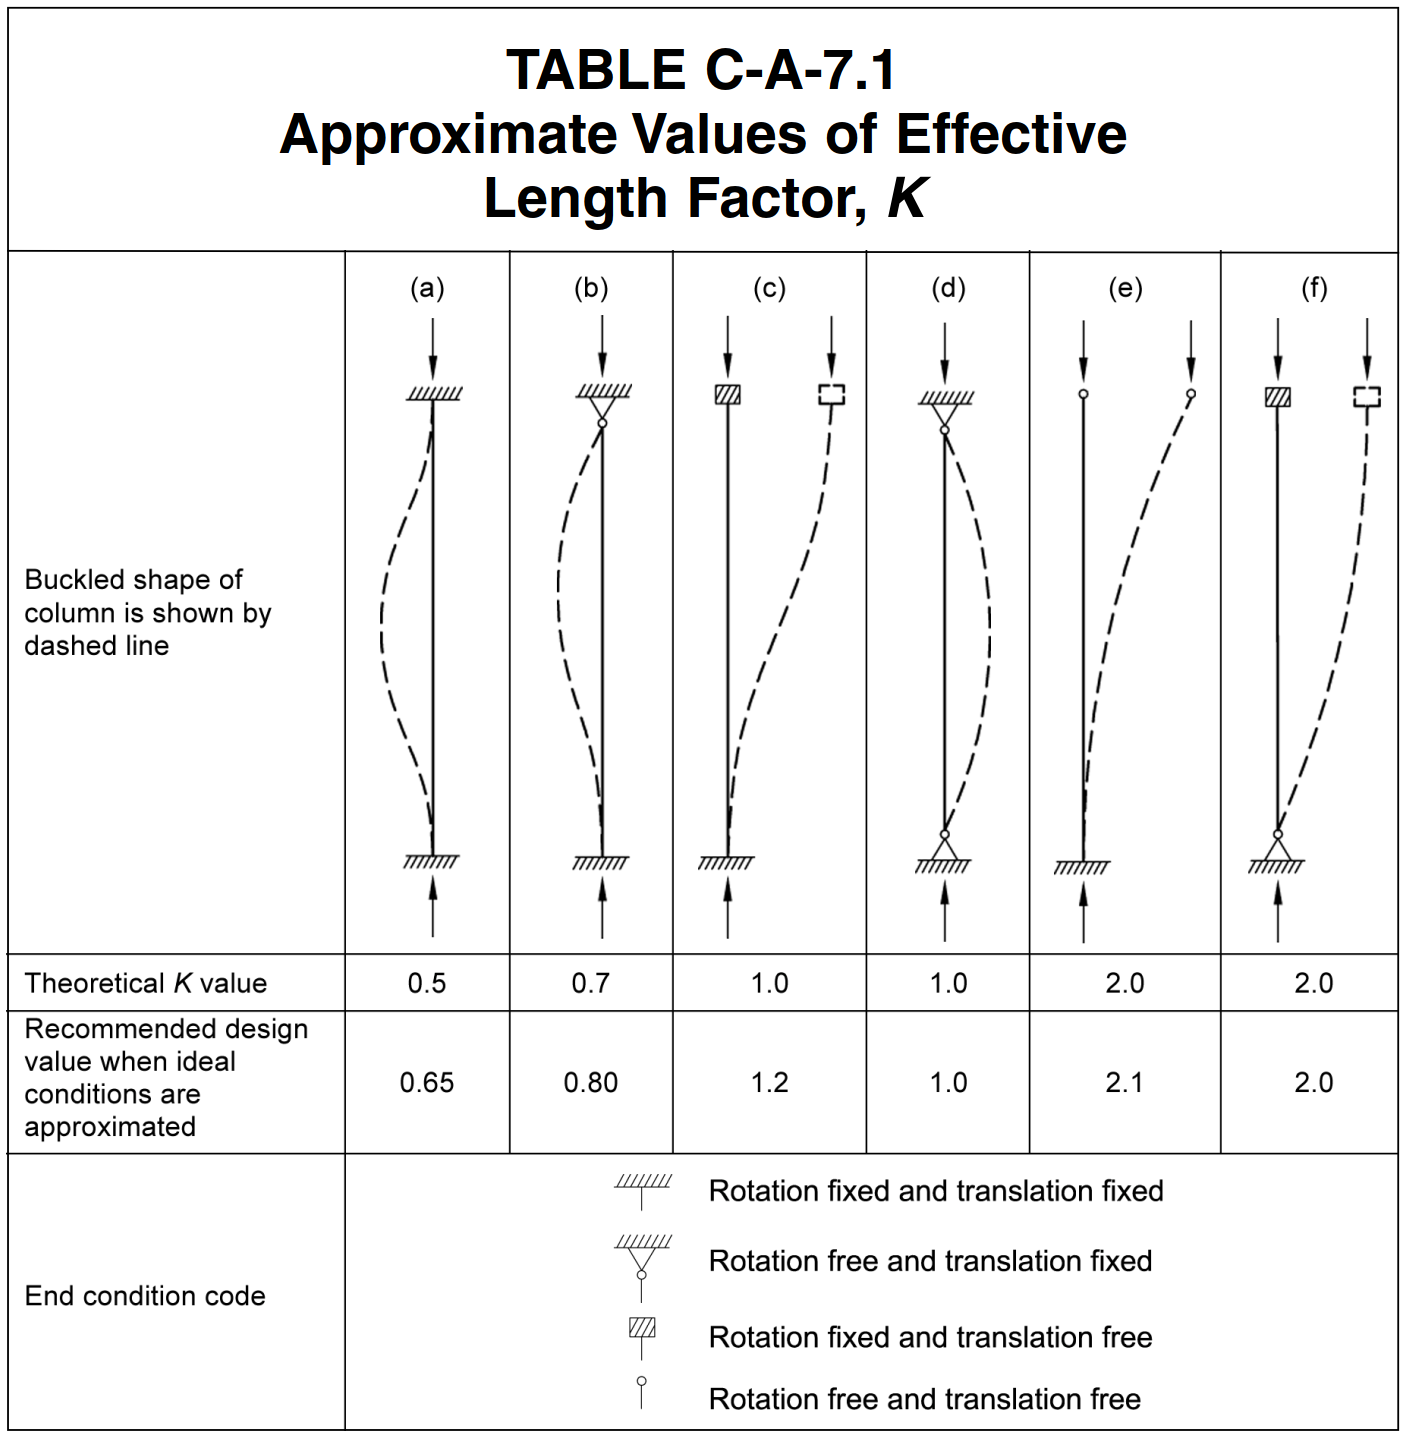 TABLE C-A-7.1
Approximate Values of Effective
Length Factor, K
(a) (b) (c) (d) (e) (f)
Buckled shape of
column is shown by
dashed line
Theoretical K value 0.5 0.7 1.0 1.0 2.0 2.0
Recommended design
value when ideal
conditions are
approximated
0.65 0.80 1.2 1.0 2.1 2.0
End condition code
Rotation fixed and translation fixed
Rotation free and translation fixed
Rotation fixed and translation free
Rotation free and translation free